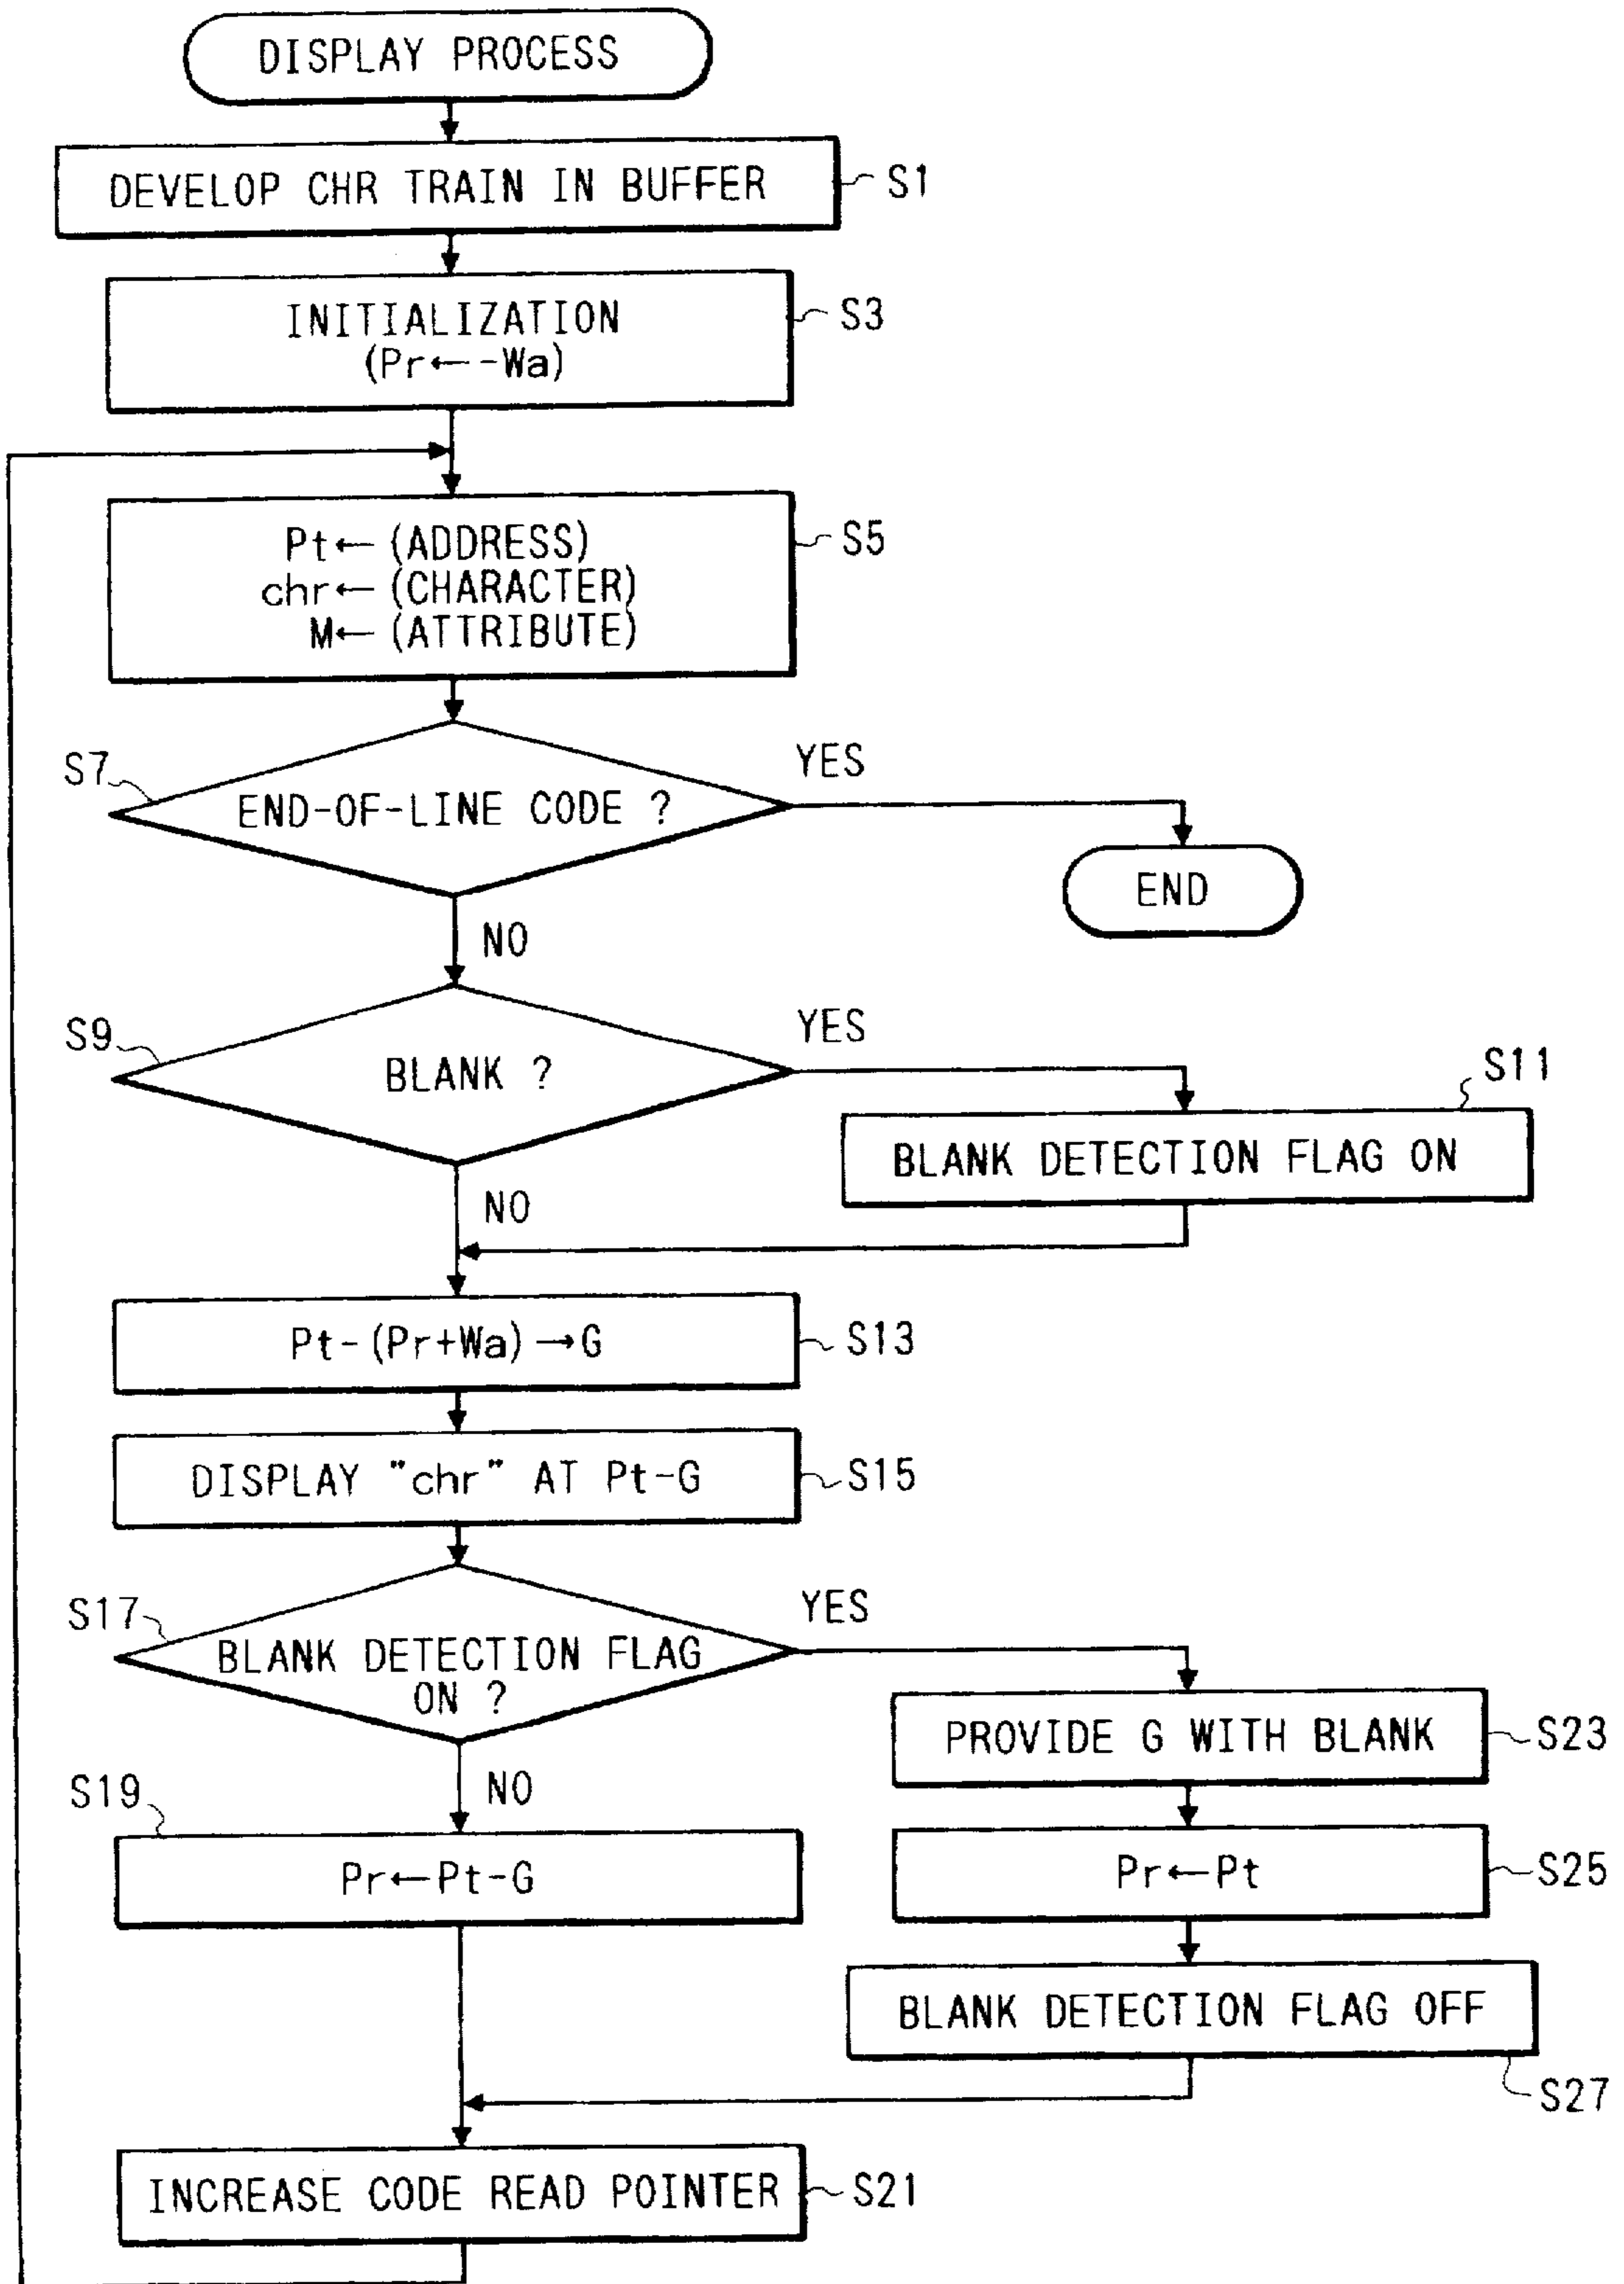 DISPLAY PROCESS
DEVELOP CHR TRAIN IN BUFFER
S1
INITIALIZATION
(Pr←-Wa)
S3
Pt← (ADDRESS)
chr← (CHARACTER)
M← (ATTRIBUTE)
S5
S7
END-OF-LINE CODE ?
YES
END
NO
S9
BLANK ?
YES
S11
BLANK DETECTION FLAG ON
NO
Pt-(Pr+Wa)→G
S13
DISPLAY "chr" AT Pt-G
S15
S17
BLANK DETECTION FLAG
ON ?
YES
PROVIDE G WITH BLANK
S23
NO
S19
Pr←Pt-G
Pr←Pt
S25
BLANK DETECTION FLAG OFF
S27
INCREASE CODE READ POINTER
S21